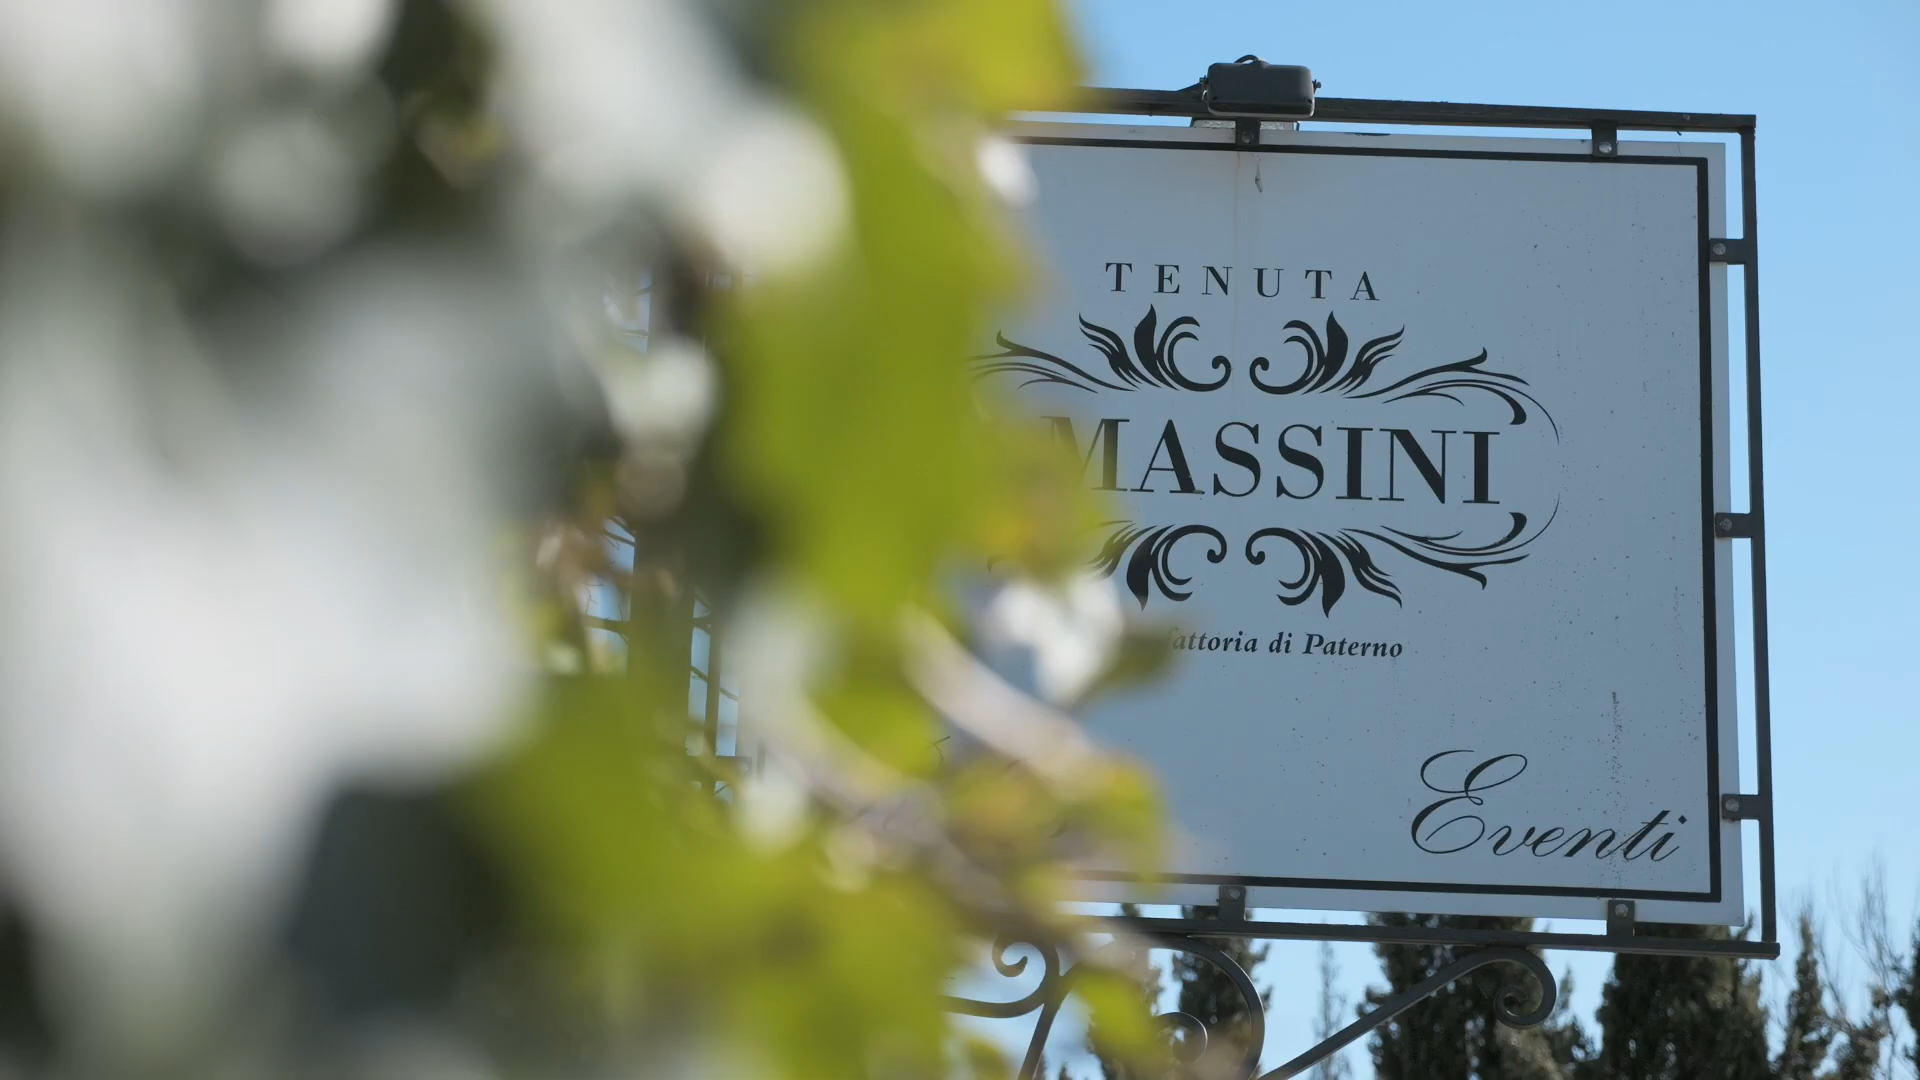 TENUTA
MASSINI
fattoria di Paterno
Eventi